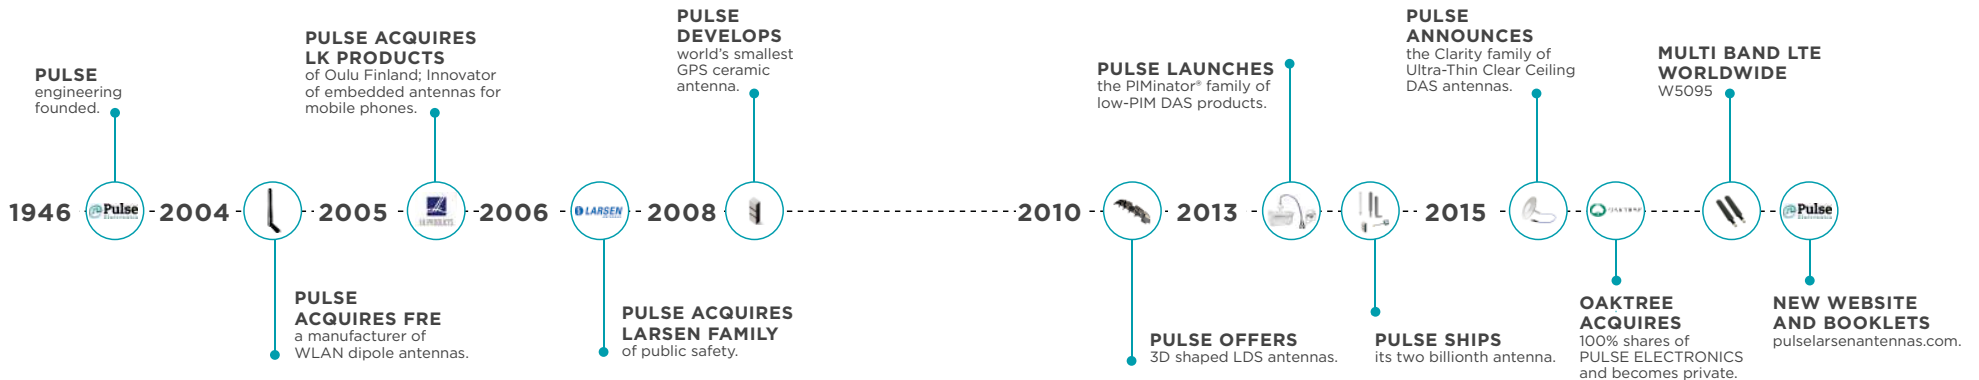 PULSE
engineering
founded.
1946
Pulse
Electronics
2004
PULSE
ACQUIRES FRE
a manufacturer of
WLAN dipole antennas.
PULSE ACQUIRES
LK PRODUCTS
of Oulu Finland; Innovator
of embedded antennas for
mobile phones.
2005
LK PRODUCTS
2006
LARSEN
PULSE ACQUIRES
LARSEN FAMILY
of public safety.
PULSE
DEVELOPS
world's smallest
GPS ceramic
antenna.
2008
2010
PULSE OFFERS
3D shaped LDS antennas.
PULSE LAUNCHES
the PIMinator® family of
low-PIM DAS products.
2013
PULSE SHIPS
its two billionth antenna.
PULSE
ANNOUNCES
the Clarity family of
Ultra-Thin Clear Ceiling
DAS antennas.
2015
OAKTREE
OAKTREE
ACQUIRES
100% shares of
PULSE ELECTRONICS
and becomes private.
MULTI BAND LTE
WORLDWIDE
W5095
Pulse
Electronics
NEW WEBSITE
AND BOOKLETS
pulselarsenantennas.com.